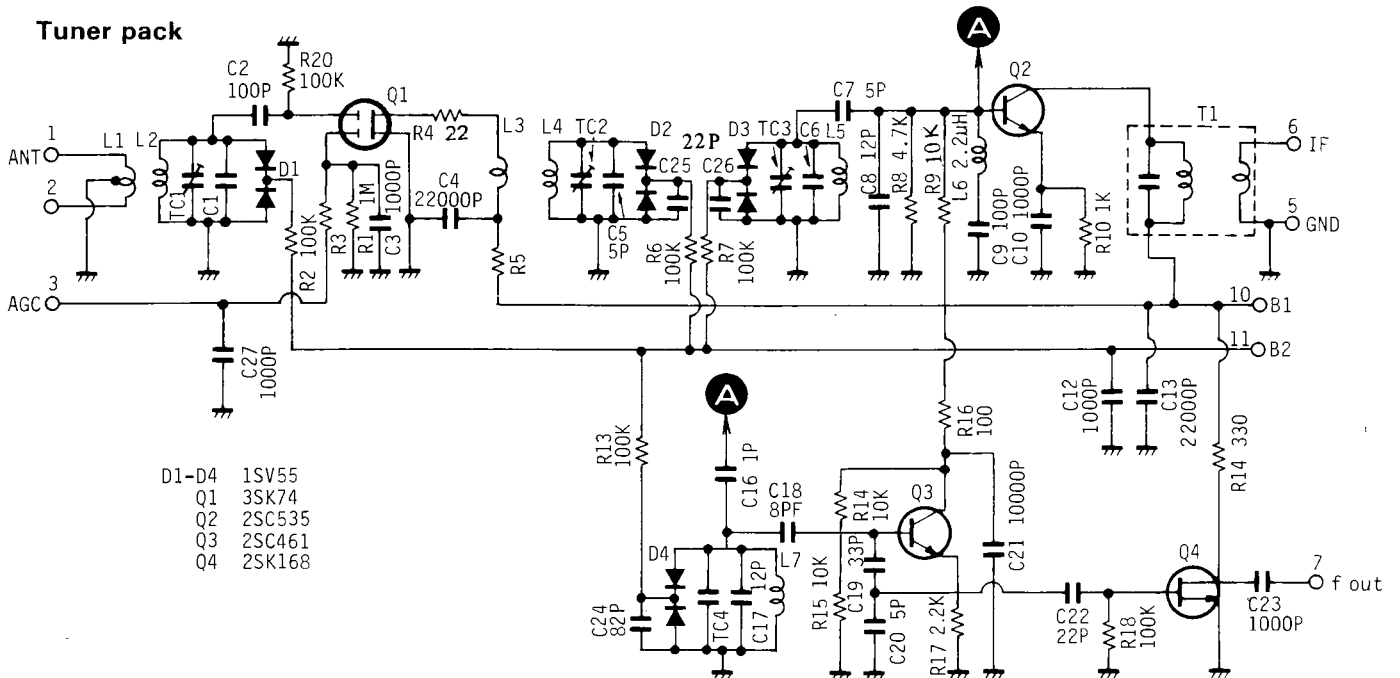 Tuner pack
A
R20
100K
C2
100P
Q1
R4 22
L3
L4
TC2
D2
22P
D3
TC3
C6
L5
C7 5P
Q2
T1
6
IF
5
GND
1
ANT
2
L1
L2
TC1
C1
D1
R2 100K
R3
R1 1M
C3 1000P
C4
22000P
R5
C25
C26
C5
5P
R6
100K
R7
100K
C8 12P
R8 4.7K
R9 10K
L6 2.2uH
C9 100P
C10 1000P
R10 1K
3
AGC
10
B1
11
B2
C27
1000P
A
R13
100K
C16 1P
C18
8PF
R14
10K
Q3
R16
100
C12
1000P
C13
22000P
R14 330
D1-D4 1SV55
Q1 3SK74
Q2 2SC535
Q3 2SC461
Q4 2SK168
D4
C24
82P
TC4
12P
C17
L7
R15 10K
C19 33P
C20 5P
R17 2.2K
C21 10000P
C22
22P
R18
100K
Q4
C23
1000P
7
f out